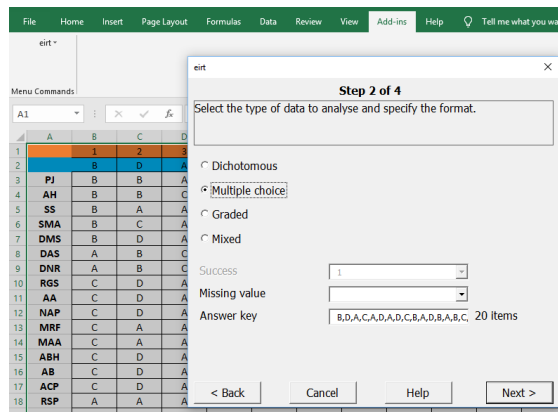 File Home Insert Page Layout Formulas Data Review View Add-ins Help Tell me what you wa
eirt
Menu Commands
A1 fx
A B C D
1 1 2 3
2 B D A
3 PJ B B A
4 AH B B C
5 SS B A A
6 SMA B C A
7 DMS B D A
8 DAS A B C
9 DNR A B C
10 RGS C D A
11 AA C D A
12 NAP C D A
13 MRF C A A
14 MAA C A A
15 ABH C D A
16 AB C D A
17 ACP C D A
18 RSP A A A
eirt
Step 2 of 4
Select the type of data to analyse and specify the format.
Dichotomous
Multiple choice
Graded
Mixed
Success 1
Missing value
Answer key B,D,A,C,A,D,A,D,C,B,A,D,B,A,B,C, 20 items
< Back Cancel Help Next >